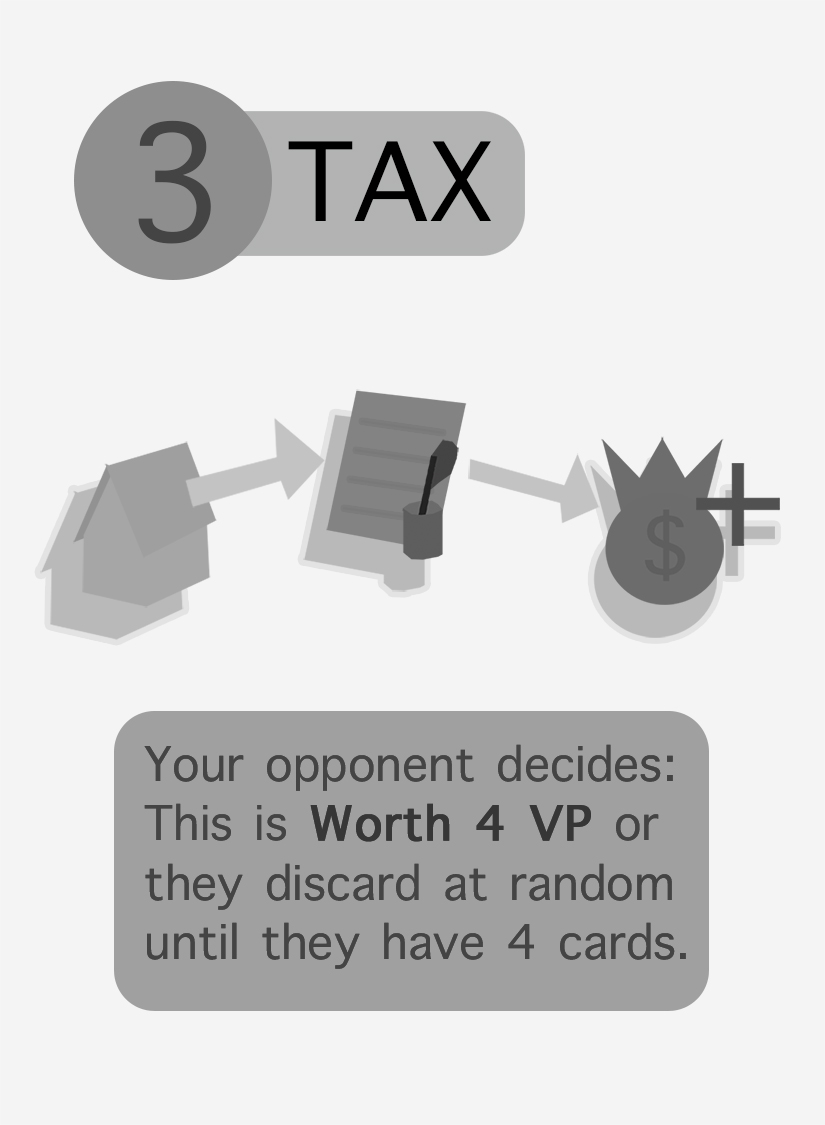 3 TAX
$
Your opponent decides:
This is Worth 4 VP or
they discard at random
until they have 4 cards.